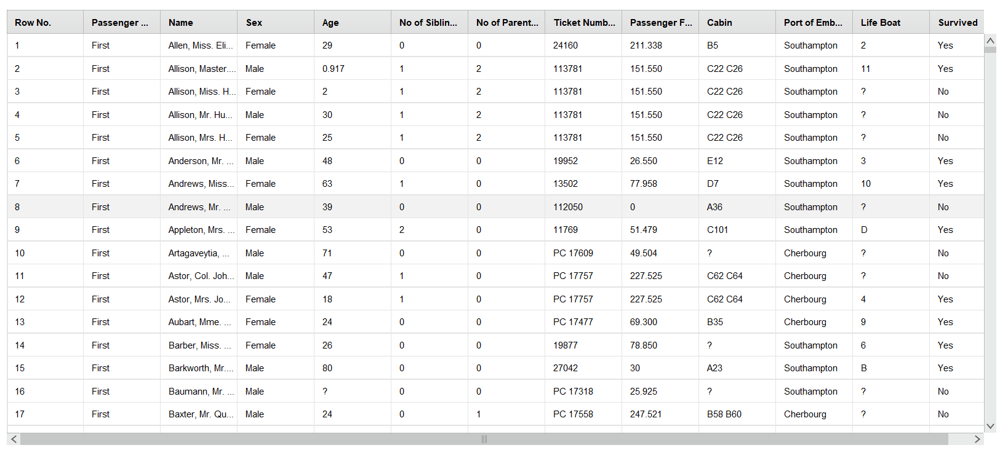 Row No. Passenger ... Name Sex Age No of Siblin... No of Parent... Ticket Numb... Passenger F... Cabin Port of Emb... Life Boat Survived
1 First Allen, Miss. Eli... Female 29 0 0 24160 211.338 B5 Southampton 2 Yes
2 First Allison, Master.... Male 0.917 1 2 113781 151.550 C22 C26 Southampton 11 Yes
3 First Allison, Miss. H... Female 2 1 2 113781 151.550 C22 C26 Southampton ? No
4 First Allison, Mr. Hu... Male 30 1 2 113781 151.550 C22 C26 Southampton ? No
5 First Allison, Mrs. H... Female 25 1 2 113781 151.550 C22 C26 Southampton ? No
6 First Anderson, Mr. ... Male 48 0 0 19952 26.550 E12 Southampton 3 Yes
7 First Andrews, Miss... Female 63 1 0 13502 77.958 D7 Southampton 10 Yes
8 First Andrews, Mr. ... Male 39 0 0 112050 0 A36 Southampton ? No
9 First Appleton, Mrs. ... Female 53 2 0 11769 51.479 C101 Southampton D Yes
10 First Artagaveytia, ... Male 71 0 0 PC 17609 49.504 ? Cherbourg ? No
11 First Astor, Col. Joh... Male 47 1 0 PC 17757 227.525 C62 C64 Cherbourg ? No
12 First Astor, Mrs. Jo... Female 18 1 0 PC 17757 227.525 C62 C64 Cherbourg 4 Yes
13 First Aubart, Mme. ... Female 24 0 0 PC 17477 69.300 B35 Cherbourg 9 Yes
14 First Barber, Miss. ... Female 26 0 0 19877 78.850 ? Southampton 6 Yes
15 First Barkworth, Mr.... Male 80 0 0 27042 30 A23 Southampton B Yes
16 First Baumann, Mr. ... Male ? 0 0 PC 17318 25.925 ? Southampton ? No
17 First Baxter, Mr. Qu... Male 24 0 1 PC 17558 247.521 B58 B60 Cherbourg ? No